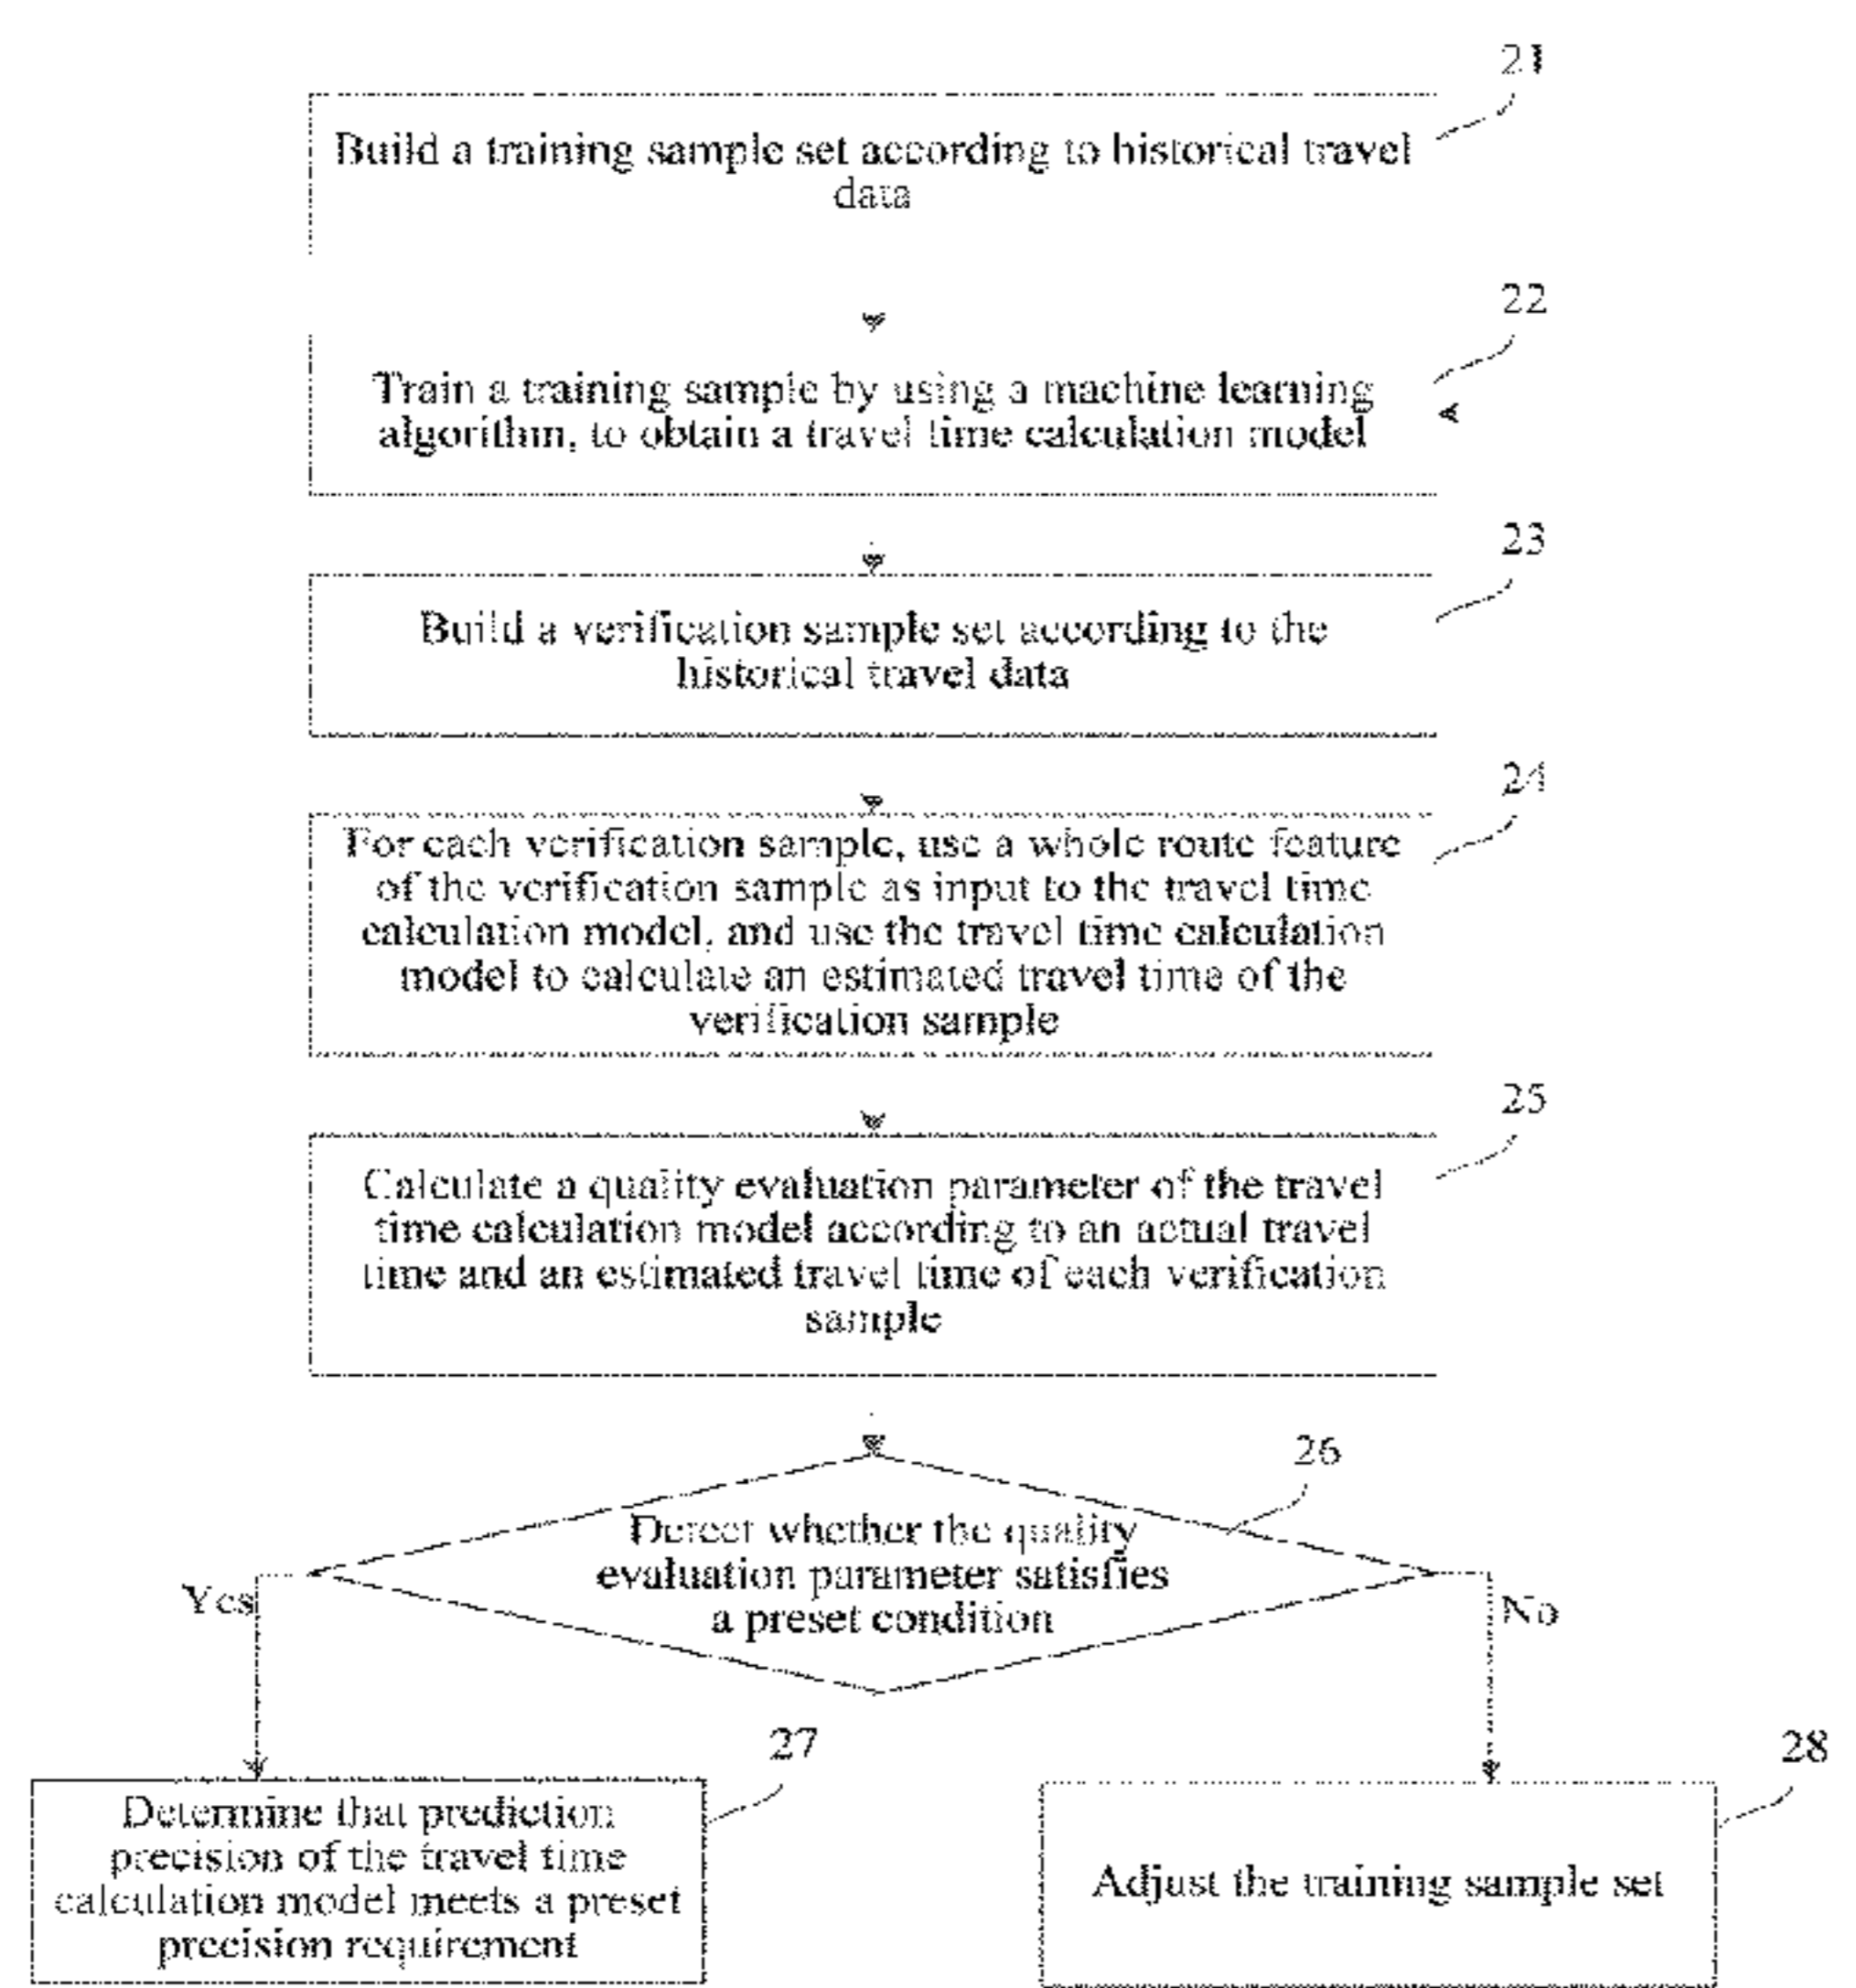 21
Build a training sample set according to historical travel
data
22
Train a training sample by using a machine learning
algorithm, to obtain a travel time calculation model
23
Build a verification sample set according to the
historical travel data
24
For each verification sample, use a whole route feature
of the verification sample as input to the travel time
calculation model, and use the travel time calculation
model to calculate an estimated travel time of the
verification sample
25
Calculate a quality evaluation parameter of the travel
time calculation model according to an actual travel
time and an estimated travel time of each verification
sample
26
Detect whether the quality
evaluation parameter satisfies
a preset condition
Yes
No
27
Determine that prediction
precision of the travel time
calculation model meets a preset
precision requirement
28
Adjust the training sample set